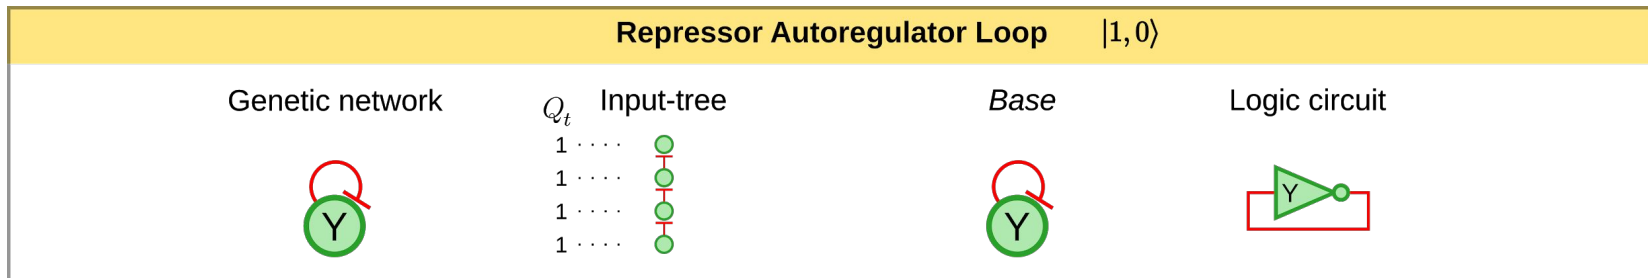 Repressor Autoregulator Loop |1, 0⟩
Genetic network Q_t Input-tree Base Logic circuit
1 · · · ·
1 · · · ·
1 · · · ·
1 · · · ·
Y Y Y